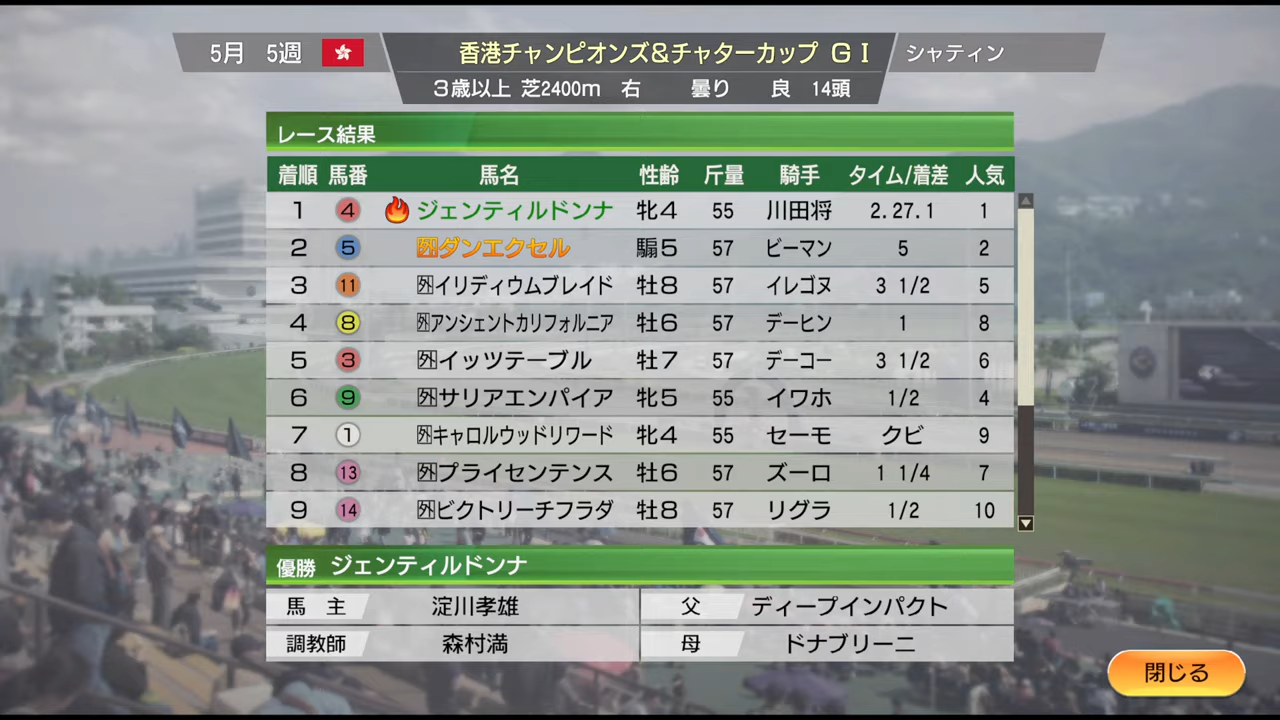 5月 5週 香港チャンピオンズ&チャターカップ GⅠ シャティン
3歳以上 芝2400m 右 曇り 良 14頭
レース結果
着順 馬番 馬名 性齢 斤量 騎手 タイム/着差 人気
1 4 ジェンティルドンナ 牝4 55 川田将 2.27.1 1
2 5 外ダンエクセル 騸5 57 ビーマン 5 2
3 11 外イリディウムブレイド 牡8 57 イレゴヌ 3 1/2 5
4 8 外アンシェントカリフォルニア 牡6 57 デーヒン 1 8
5 3 外イッツテーブル 牡7 57 デーコー 3 1/2 6
6 9 外サリアエンパイア 牝5 55 イワホ 1/2 4
7 1 外キャロルウッドリワード 牝4 55 セーモ クビ 9
8 13 外プライセンテンス 牡6 57 ズーロ 1 1/4 7
9 14 外ビクトリーチフラダ 牡8 57 リグラ 1/2 10
優勝 ジェンティルドンナ
馬主 淀川孝雄 父 ディープインパクト
調教師 森村満 母 ドナブリーニ
閉じる